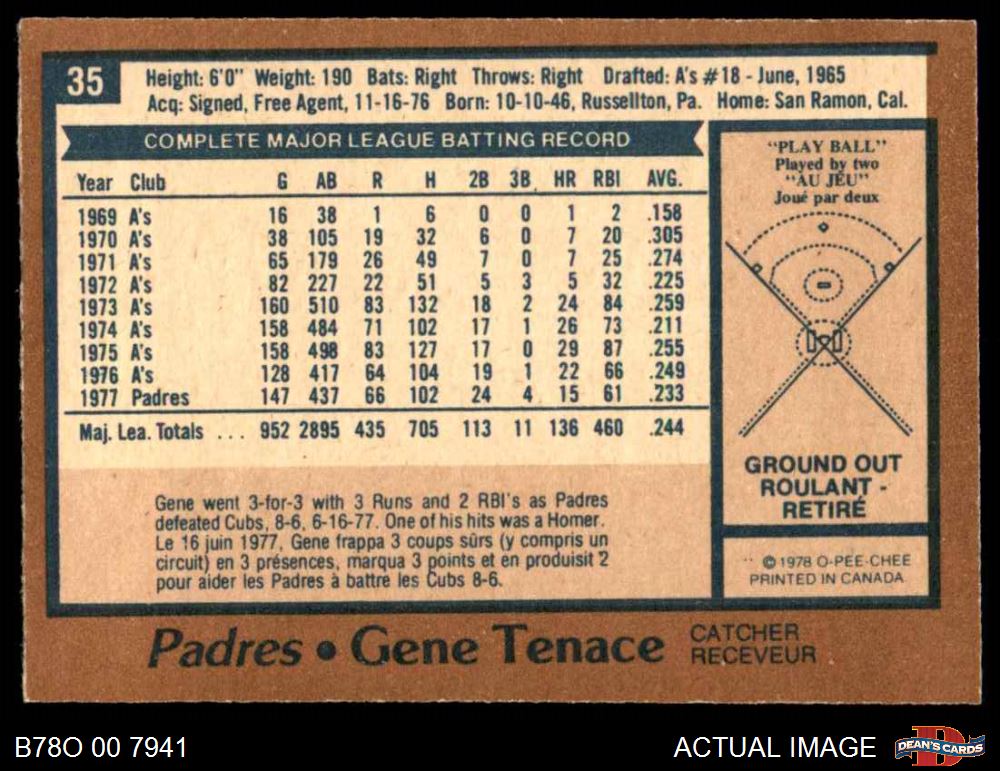 35
Height: 6'0" Weight: 190 Bats: Right Throws: Right Drafted: A's #18 - June, 1965
Acq: Signed, Free Agent, 11-16-76 Born: 10-10-46, Russellton, Pa. Home: San Ramon, Cal.
COMPLETE MAJOR LEAGUE BATTING RECORD
Year Club G AB R H 2B 3B HR RBI AVG.
1969 A's 16 38 1 6 0 0 1 2 .158
1970 A's 38 105 19 32 6 0 7 20 .305
1971 A's 65 179 26 49 7 0 7 25 .274
1972 A's 82 227 22 51 5 3 5 32 .225
1973 A's 160 510 83 132 18 2 24 84 .259
1974 A's 158 484 71 102 17 1 26 73 .211
1975 A's 158 498 83 127 17 0 29 87 .255
1976 A's 128 417 64 104 19 1 22 66 .249
1977 Padres 147 437 66 102 24 4 15 61 .233
Maj. Lea. Totals ... 952 2895 435 705 113 11 136 460 .244
Gene went 3-for-3 with 3 Runs and 2 RBI's as Padres
defeated Cubs, 8-6, 6-16-77. One of his hits was a Homer.
Le 16 juin 1977, Gene frappa 3 coups sûrs (y compris un
circuit) en 3 présences, marqua 3 points et en produisit 2
pour aider les Padres à battre les Cubs 8-6.
"PLAY BALL"
Played by two
"AU JEU"
Joué par deux
GROUND OUT
ROULANT -
RETIRÉ
© 1978 O-PEE-CHEE
PRINTED IN CANADA
Padres • Gene Tenace
CATCHER
RECEVEUR
B78O 00 7941
ACTUAL IMAGE
D
DEAN'S CARDS